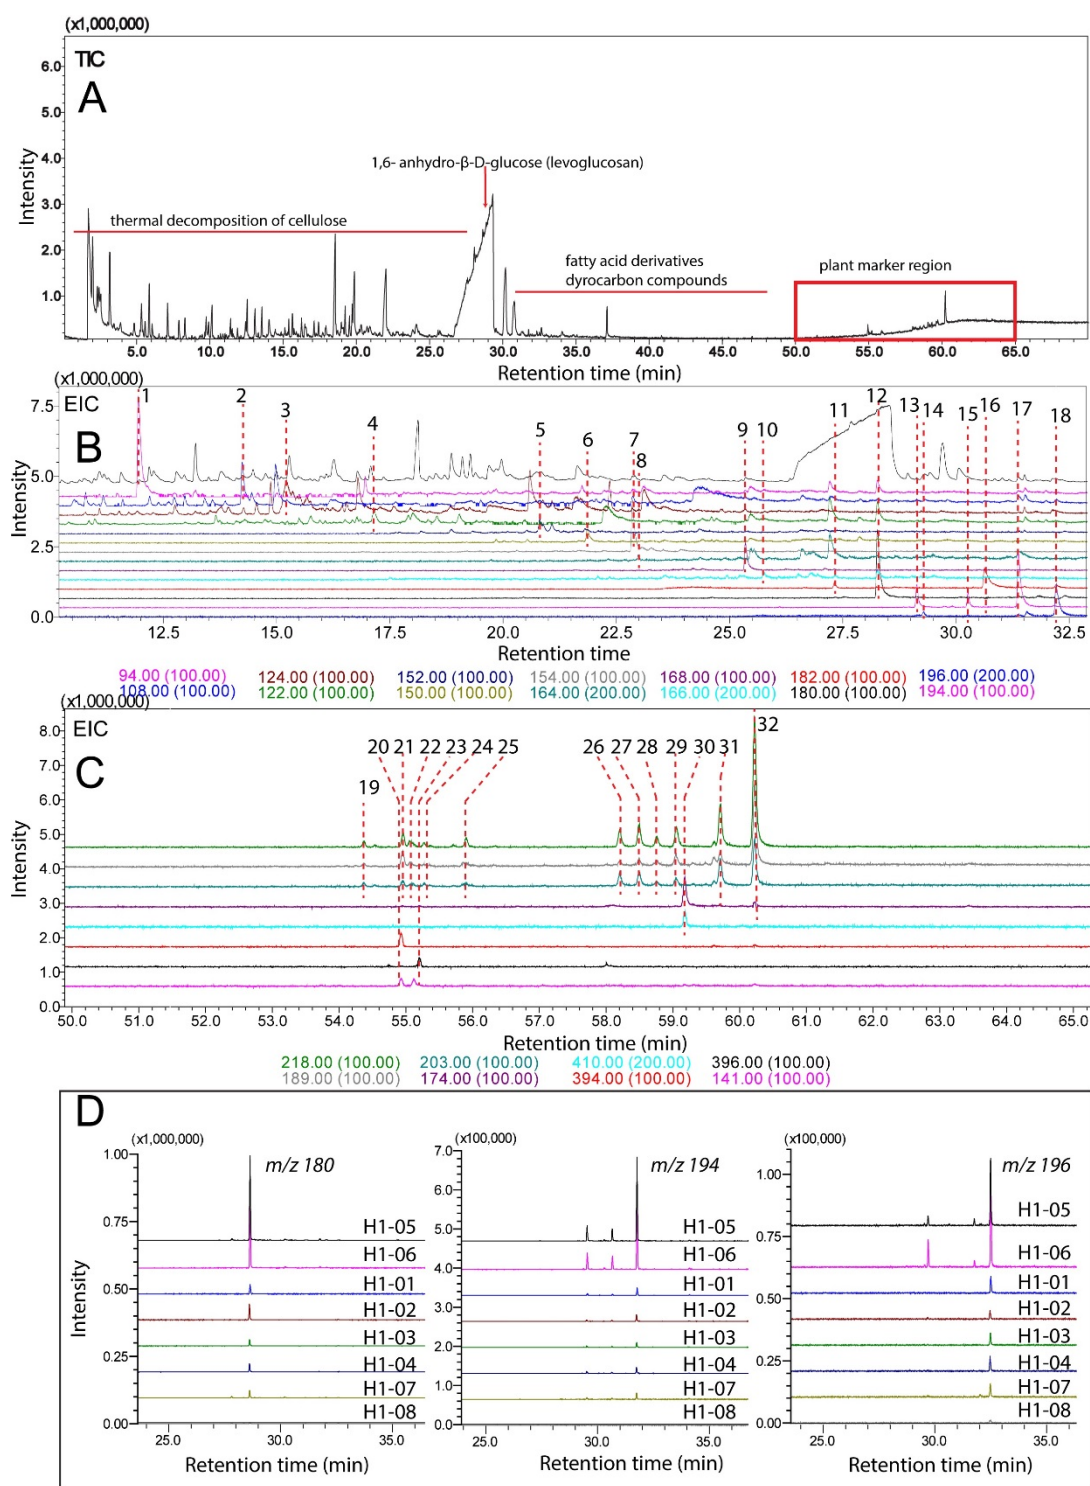 (x1,000,000)
TIC
A
6.0
5.0
4.0
3.0
2.0
1.0
Intensity
1,6- anhydro-β-D-glucose (levoglucosan)
thermal decomposition of cellulose
fatty acid derivatives
dyrocarbon compounds
plant marker region
5.0 10.0 15.0 20.0 25.0 30.0 35.0 40.0 45.0 50.0 55.0 60.0 65.0
Retention time (min)
(x1,000,000)
EIC
B
7.5
5.0
2.5
0.0
Intensity
1 2 3 4 5 6 7 8 9 10 11 12 13 14 15 16 17 18
12.5 15.0 17.5 20.0 22.5 25.0 27.5 30.0 32.5
Retention time
94.00 (100.00) 124.00 (100.00) 152.00 (100.00) 154.00 (100.00) 168.00 (100.00) 182.00 (100.00) 196.00 (200.00)
108.00 (100.00) 122.00 (100.00) 150.00 (100.00) 164.00 (200.00) 166.00 (200.00) 180.00 (100.00) 194.00 (100.00)
(x1,000,000)
EIC
C
8.0
7.0
6.0
5.0
4.0
3.0
2.0
1.0
0.0
Intensity
19 20 21 22 23 24 25 26 27 28 29 30 31 32
50.0 51.0 52.0 53.0 54.0 55.0 56.0 57.0 58.0 59.0 60.0 61.0 62.0 63.0 64.0 65.0
Retention time (min)
218.00 (100.00) 203.00 (100.00) 410.00 (200.00) 396.00 (100.00)
189.00 (100.00) 174.00 (100.00) 394.00 (100.00) 141.00 (100.00)
D
(x1,000,000)
m/z 180
1.00
0.75
0.50
0.25
0.00
Intensity
H1-05
H1-06
H1-01
H1-02
H1-03
H1-04
H1-07
H1-08
25.0 30.0 35.0
Retention time (min)
(x100,000)
m/z 194
7.0
6.0
5.0
4.0
3.0
2.0
1.0
0.0
H1-05
H1-06
H1-01
H1-02
H1-03
H1-04
H1-07
H1-08
25.0 30.0 35.0
Retention time (min)
(x100,000)
m/z 196
1.00
0.75
0.50
0.25
0.00
H1-05
H1-06
H1-01
H1-02
H1-03
H1-04
H1-07
H1-08
25.0 30.0 35.0
Retention time (min)